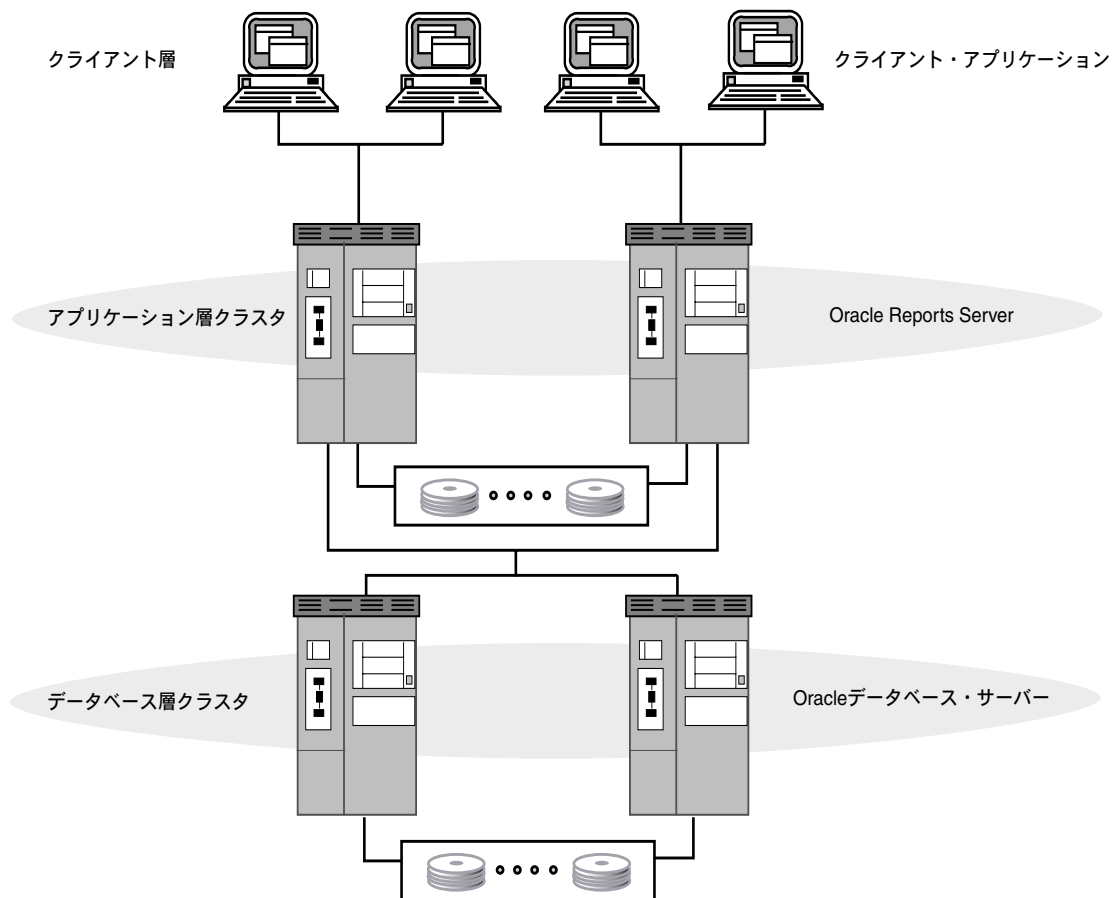 クライアント層
クライアント・アプリケーション
アプリケーション層クラスタ
Oracle Reports Server
データベース層クラスタ
Oracleデータベース・サーバー